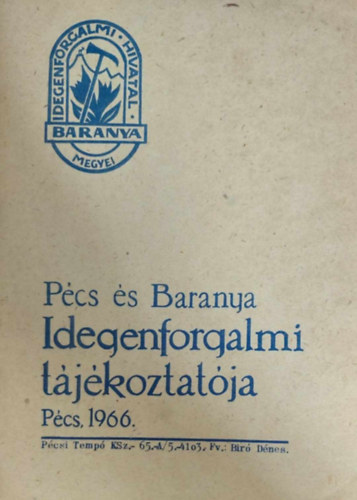 IDEGENFORGALMI · HIVATAL ·
BARANYA
MEGYEI
Pécs és Baranya
Idegenforgalmi
tájékoztatója
Pécs, 1966.
Pécsi Tempó KSz.- 65.-A/5.-4103, Fv.: Biró Dénes.